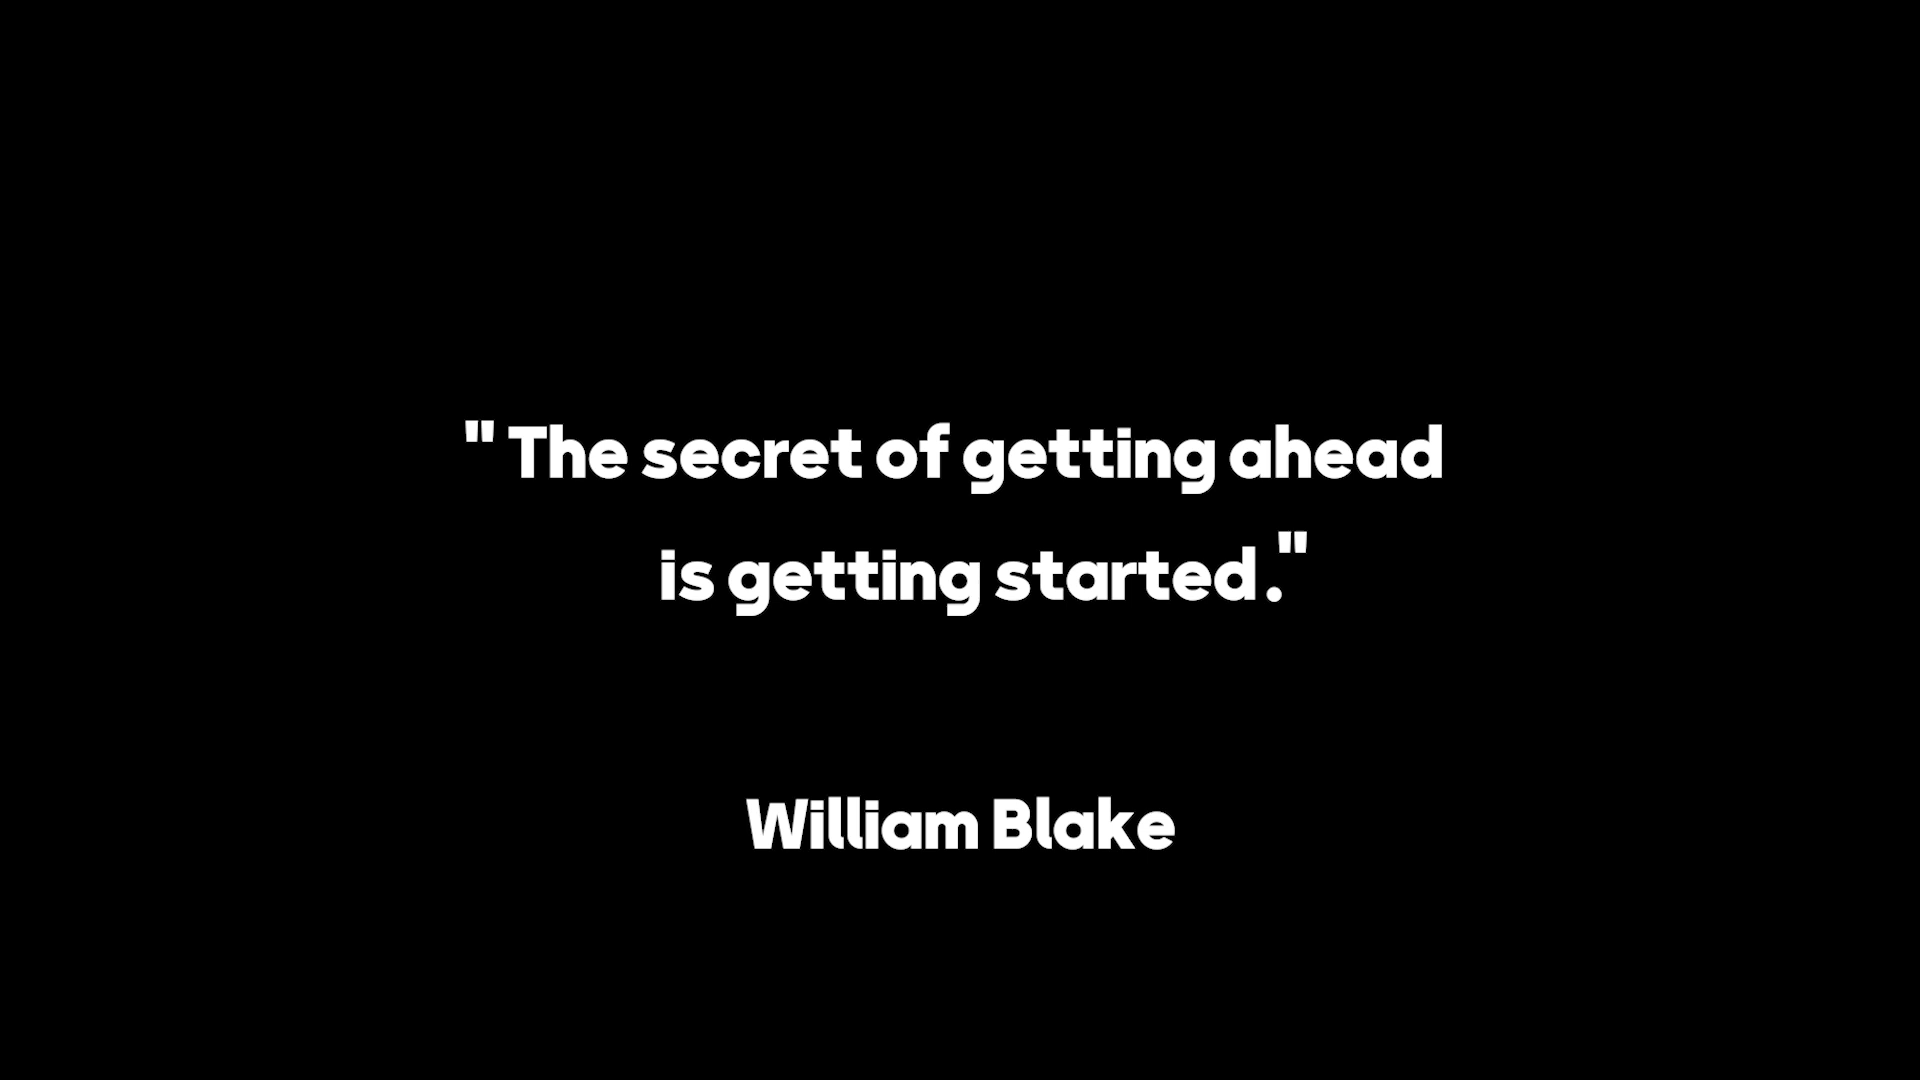 "The secret of getting ahead
is getting started."
William Blake